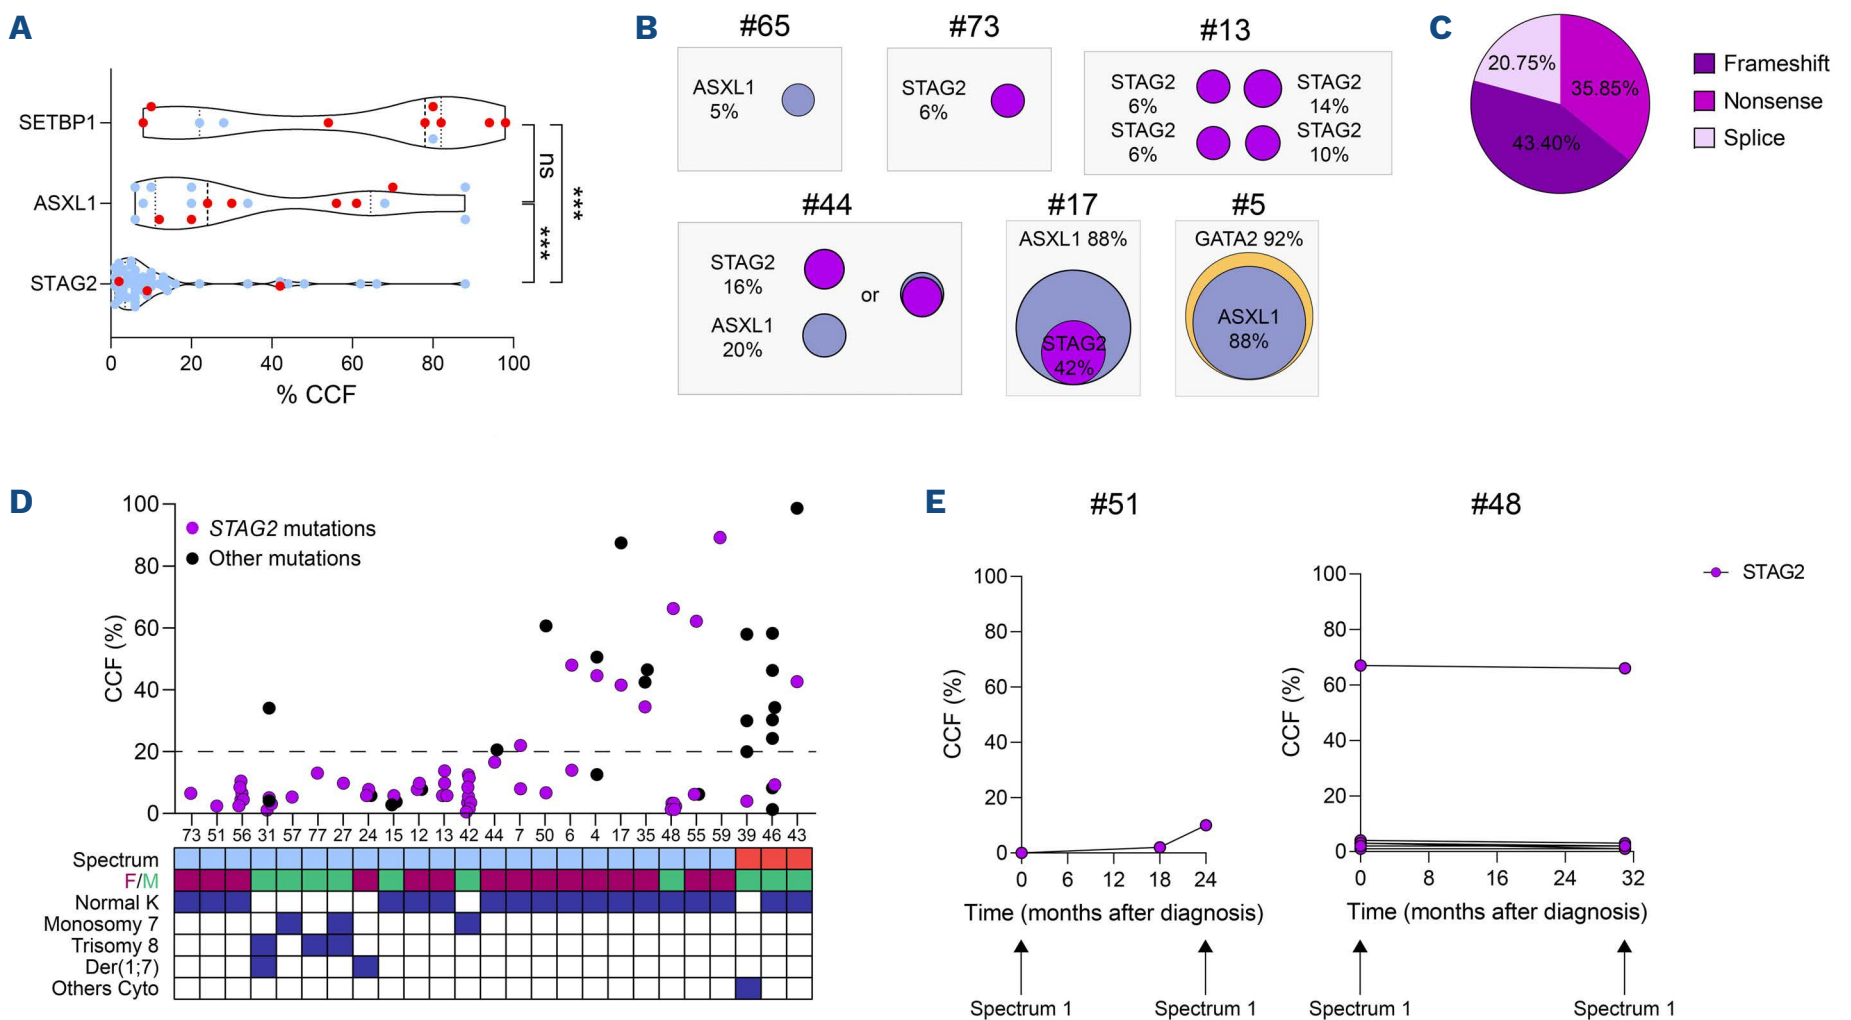 A
SETBP1
ASXL1
STAG2
ns
***
***
0 20 40 60 80 100
% CCF
B
#65
ASXL1
5%
#73
STAG2
6%
#13
STAG2
6%
STAG2
14%
STAG2
6%
STAG2
10%
#44
STAG2
16%
or
ASXL1
20%
#17
ASXL1 88%
STAG2
42%
#5
GATA2 92%
ASXL1
88%
C
20.75%
35.85%
43.40%
Frameshift
Nonsense
Splice
D
CCF (%)
100
80
60
40
20
0
STAG2 mutations
Other mutations
73 51 56 31 57 77 27 24 15 12 13 42 44 7 50 6 4 17 35 48 55 59 39 46 43
Spectrum
F/M
Normal K
Monosomy 7
Trisomy 8
Der(1;7)
Others Cyto
E
#51
CCF (%)
100
80
60
40
20
0
0 6 12 18 24
Time (months after diagnosis)
Spectrum 1
Spectrum 1
#48
CCF (%)
100
80
60
40
20
0
0 8 16 24 32
Time (months after diagnosis)
Spectrum 1
Spectrum 1
STAG2